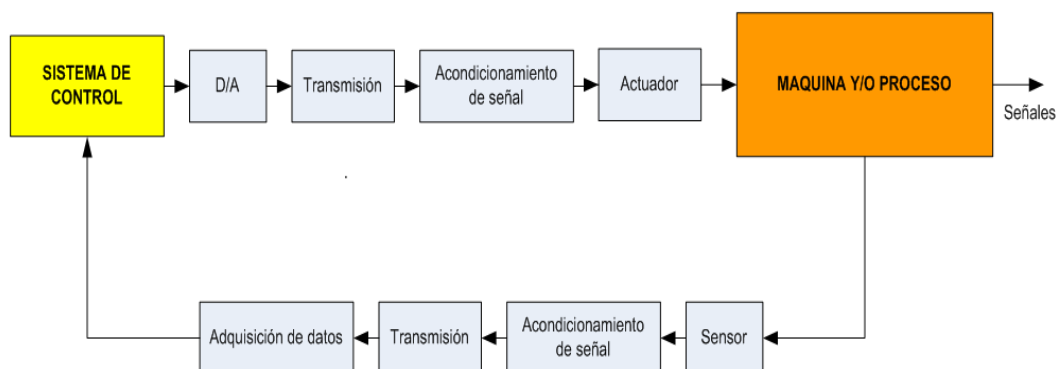 SISTEMA DE
CONTROL
D/A
Transmisión
Acondicionamiento
de señal
Actuador
MAQUINA Y/O PROCESO
Señales
Adquisición de datos
Transmisión
Acondicionamiento
de señal
Sensor